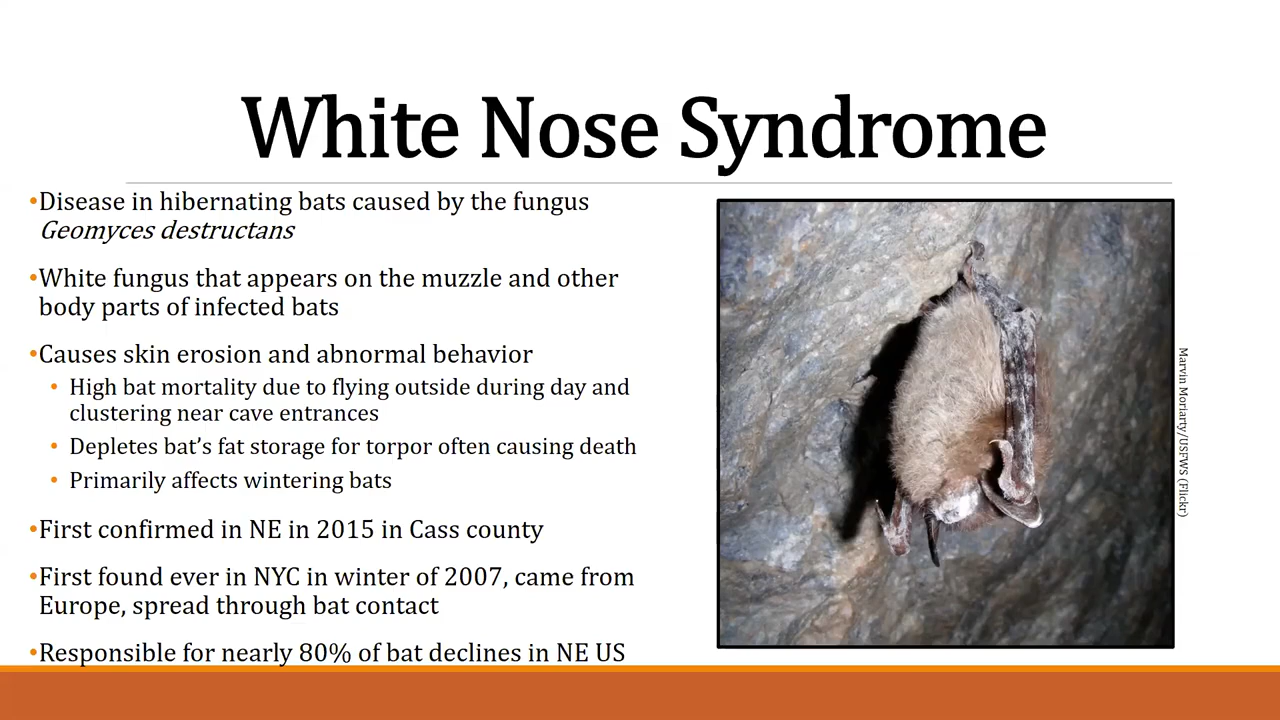 White Nose Syndrome
•Disease in hibernating bats caused by the fungus
Geomyces destructans
•White fungus that appears on the muzzle and other
body parts of infected bats
•Causes skin erosion and abnormal behavior
• High bat mortality due to flying outside during day and
clustering near cave entrances
• Depletes bat’s fat storage for torpor often causing death
• Primarily affects wintering bats
•First confirmed in NE in 2015 in Cass county
•First found ever in NYC in winter of 2007, came from
Europe, spread through bat contact
•Responsible for nearly 80% of bat declines in NE US
Marvin Moriarty/USFWS (Flickr)